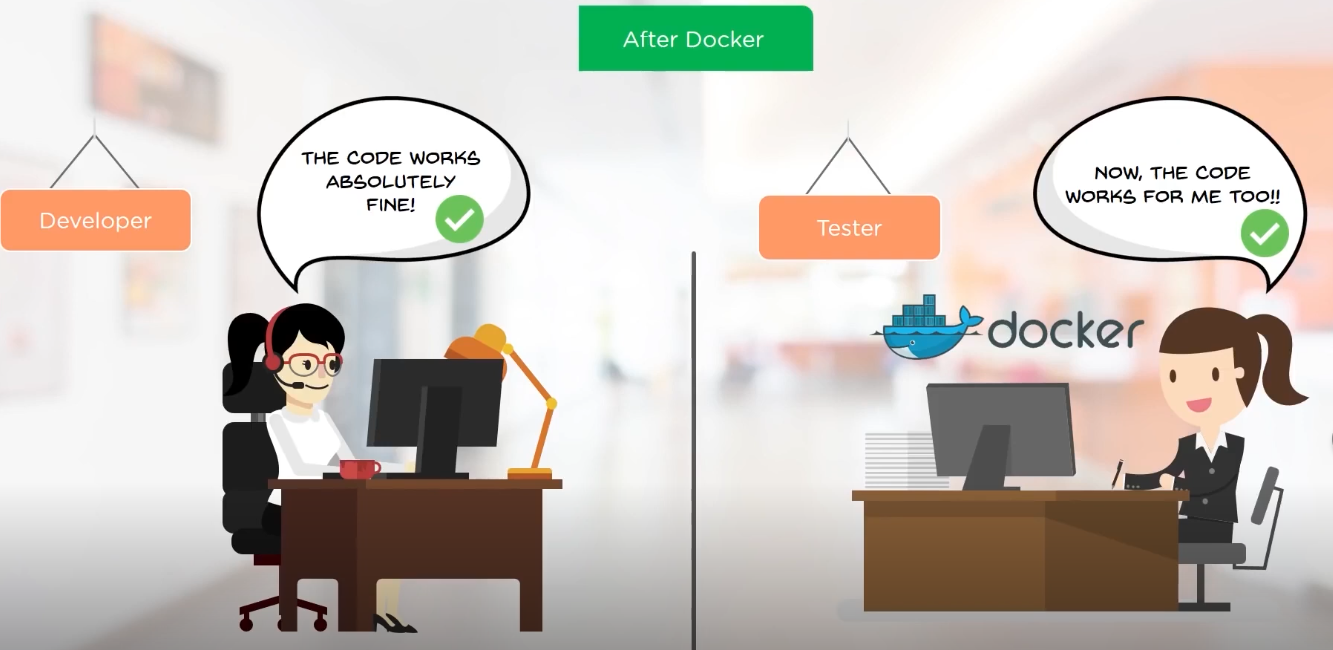 After Docker
Developer
THE CODE WORKS
ABSOLUTELY
FINE!
Tester
NOW, THE CODE
WORKS FOR ME TOO!!
docker